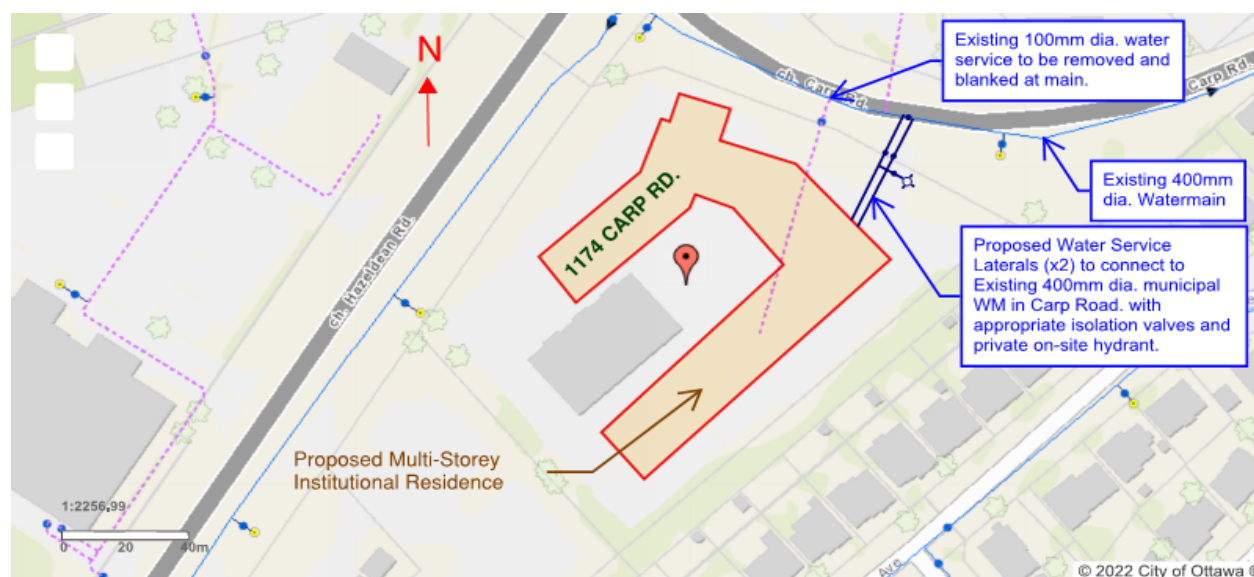 N
Existing 100mm dia. water
service to be removed and
blanked at main.
ch. Carp Rd.
Carp Rd.
Existing 400mm
dia. Watermain
1174 CARP RD.
ch. Hazeldean Rd.
Proposed Water Service
Laterals (x2) to connect to
Existing 400mm dia. municipal
WM in Carp Road. with
appropriate isolation valves and
private on-site hydrant.
Proposed Multi-Storey
Institutional Residence
1:2256.99
0 20 40m
Ave
© 2022 City of Ottawa ©